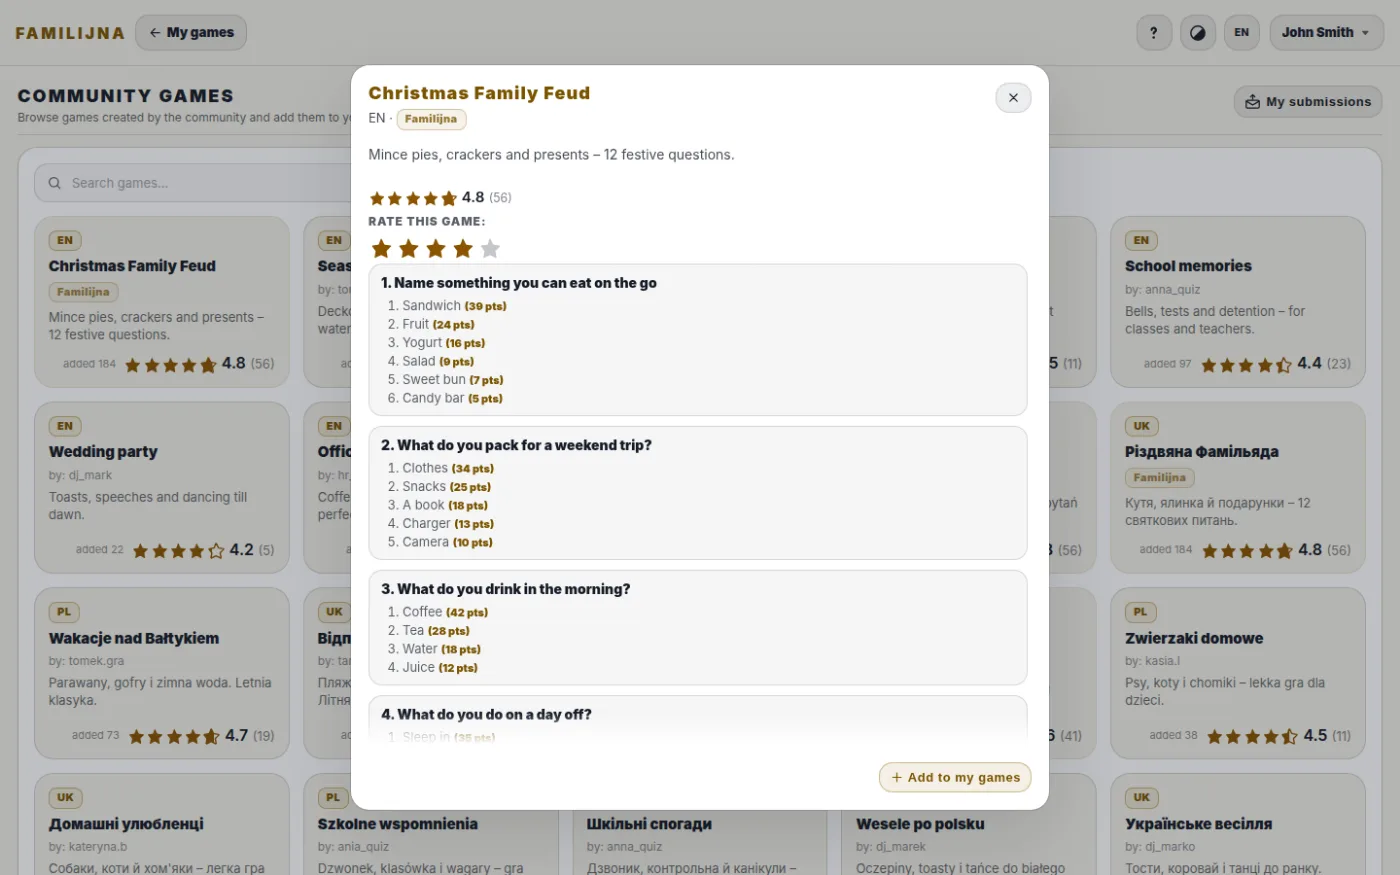 FAMILIJNA
← My games
?
EN
John Smith
COMMUNITY GAMES
Browse games created by the community and add them to
My submissions
Search games...
Christmas Family Feud
EN · Familijna
Mince pies, crackers and presents – 12 festive questions.
4.8 (56)
RATE THIS GAME:
1. Name something you can eat on the go
1. Sandwich (39 pts)
2. Fruit (24 pts)
3. Yogurt (16 pts)
4. Salad (9 pts)
5. Sweet bun (7 pts)
6. Candy bar (5 pts)
2. What do you pack for a weekend trip?
1. Clothes (34 pts)
2. Snacks (25 pts)
3. A book (18 pts)
4. Charger (13 pts)
5. Camera (10 pts)
3. What do you drink in the morning?
1. Coffee (42 pts)
2. Tea (28 pts)
3. Water (18 pts)
4. Juice (12 pts)
4. What do you do on a day off?
1. Sleep in (35 pts)
+ Add to my games
EN
Christmas Family Feud
Familijna
Mince pies, crackers and presents –
12 festive questions.
added 184 4.8 (56)
EN
(11)
EN
School memories
by: anna_quiz
Bells, tests and detention – for
classes and teachers.
added 97 4.4 (23)
EN
Wedding party
by: dj_mark
Toasts, speeches and dancing till
dawn.
added 22 4.2 (5)
EN
(56)
UK
Різдвяна Фамільяда
Familijna
Кутя, ялинка й подарунки – 12
святкових питань.
added 184 4.8 (56)
PL
Wakacje nad Bałtykiem
by: tomek.gra
Parawany, gofry i zimna woda. Letnia
klasyka.
added 73 4.7 (19)
UK
(41)
PL
Zwierzaki domowe
by: kasia.l
Psy, koty i chomiki – lekka gra dla
dzieci.
added 38 4.5 (11)
UK
Домашні улюбленці
by: kateryna.b
Собаки, коти й хом'яки – легка гра
PL
Szkolne wspomnienia
by: ania_quiz
Dzwonek, klasówka i wagary – gra
Шкільні спогади
by: anna_quiz
Дзвоник, контрольна й канікули –
Wesele po polsku
by: dj_marek
Oczepiny, toasty i tańce do białego
UK
Українське весілля
by: dj_marko
Тости, коровай і танці до ранку.